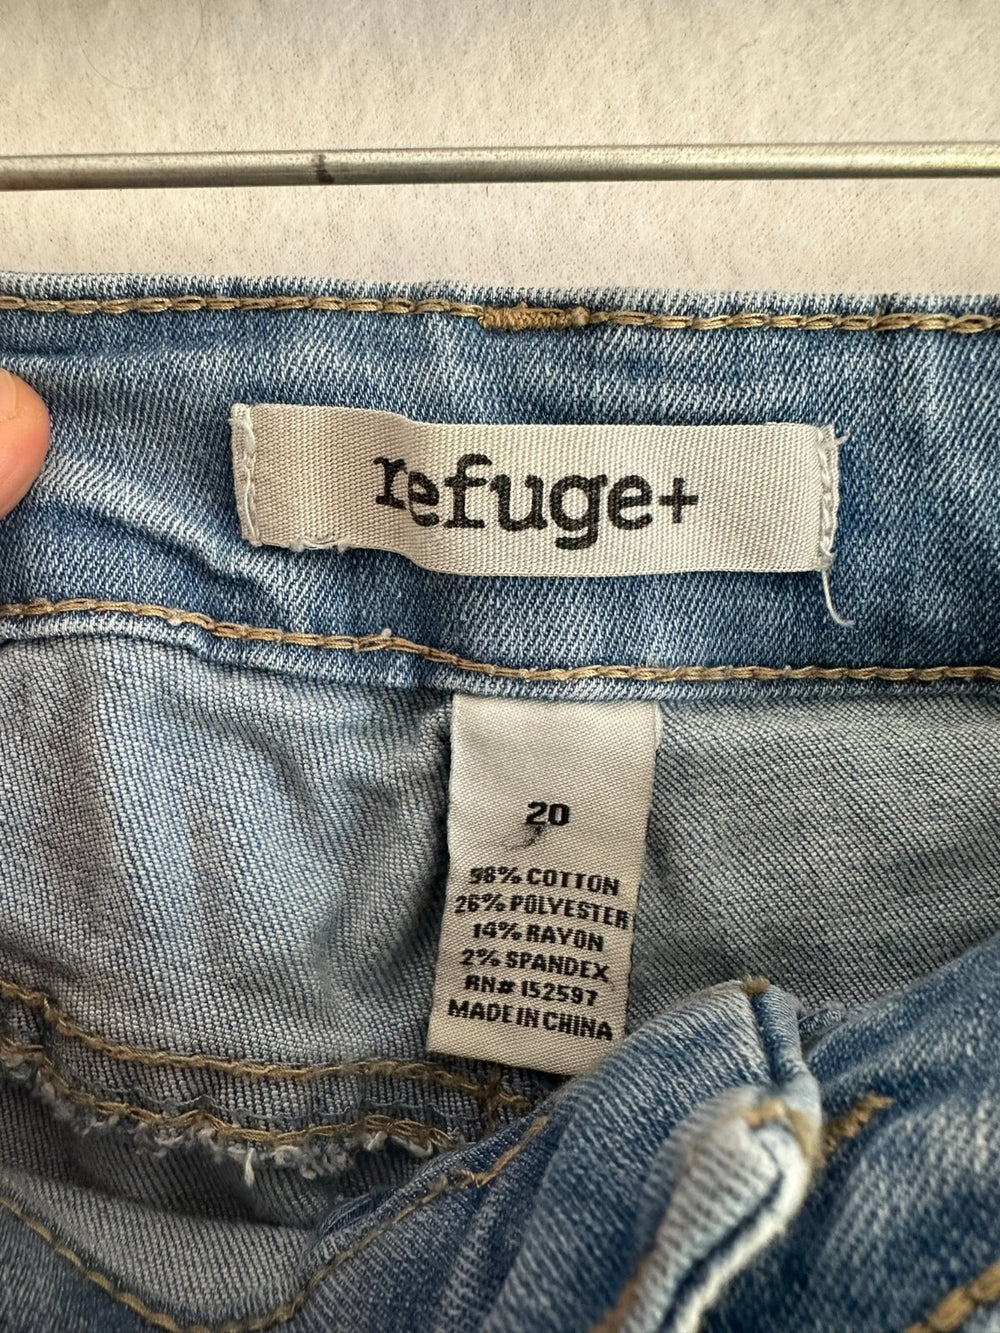 refuge+
20
58% COTTON
26% POLYESTER
14% RAYON
2% SPANDEX
RN# 152597
MADE IN CHINA